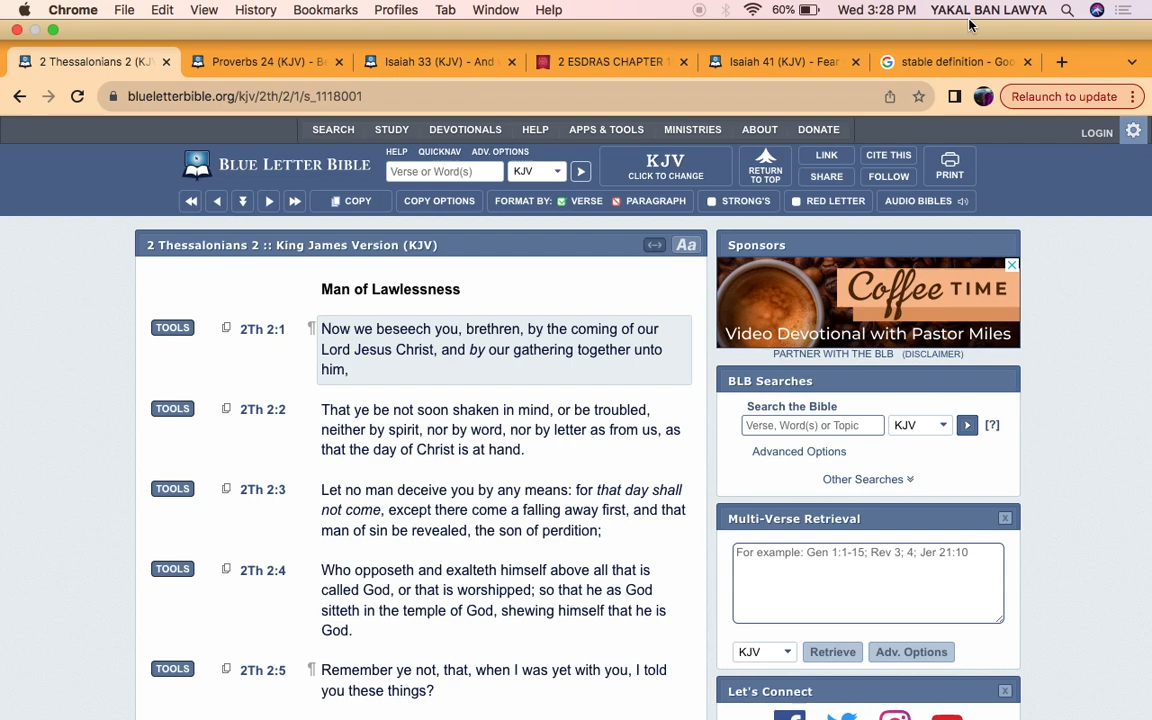 Chrome File Edit View History Bookmarks Profiles Tab Window Help 60% Wed 3:28 PM YAKAL BAN LAWYA
2 Thessalonians 2 (KJV Proverbs 24 (KJV) - Be Isaiah 33 (KJV) - And 2 ESDRAS CHAPTER 1 Isaiah 41 (KJV) - Fear stable definition - Goo
blueletterbible.org/kjv/2th/2/1/s_1118001 Relaunch to update
SEARCH STUDY DEVOTIONALS HELP APPS & TOOLS MINISTRIES ABOUT DONATE LOGIN
BLUE LETTER BIBLE
HELP QUICKNAV ADV. OPTIONS
Verse or Word(s) KJV
KJV
CLICK TO CHANGE
RETURN
TO TOP
LINK CITE THIS
SHARE FOLLOW
PRINT
COPY COPY OPTIONS FORMAT BY: VERSE PARAGRAPH STRONG'S RED LETTER AUDIO BIBLES
2 Thessalonians 2 :: King James Version (KJV) Aa
Man of Lawlessness
TOOLS 2Th 2:1 ¶ Now we beseech you, brethren, by the coming of our
Lord Jesus Christ, and by our gathering together unto
him,
TOOLS 2Th 2:2 That ye be not soon shaken in mind, or be troubled,
neither by spirit, nor by word, nor by letter as from us, as
that the day of Christ is at hand.
TOOLS 2Th 2:3 Let no man deceive you by any means: for that day shall
not come, except there come a falling away first, and that
man of sin be revealed, the son of perdition;
TOOLS 2Th 2:4 Who opposeth and exalteth himself above all that is
called God, or that is worshipped; so that he as God
sitteth in the temple of God, shewing himself that he is
God.
TOOLS 2Th 2:5 ¶ Remember ye not, that, when I was yet with you, I told
you these things?
Sponsors
Coffee TIME
Video Devotional with Pastor Miles
PARTNER WITH THE BLB (DISCLAIMER)
BLB Searches
Search the Bible
Verse, Word(s) or Topic KJV [?]
Advanced Options
Other Searches
Multi-Verse Retrieval
For example: Gen 1:1-15; Rev 3; 4; Jer 21:10
KJV Retrieve Adv. Options
Let's Connect